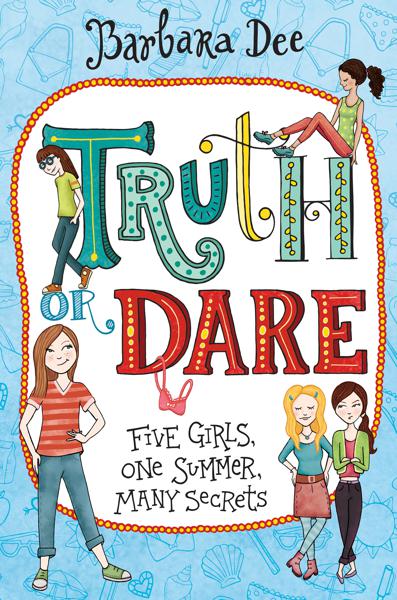 Barbara Dee
TRUTH
OR DARE
FIVE GIRLS,
ONE SUMMER,
MANY SECRETS